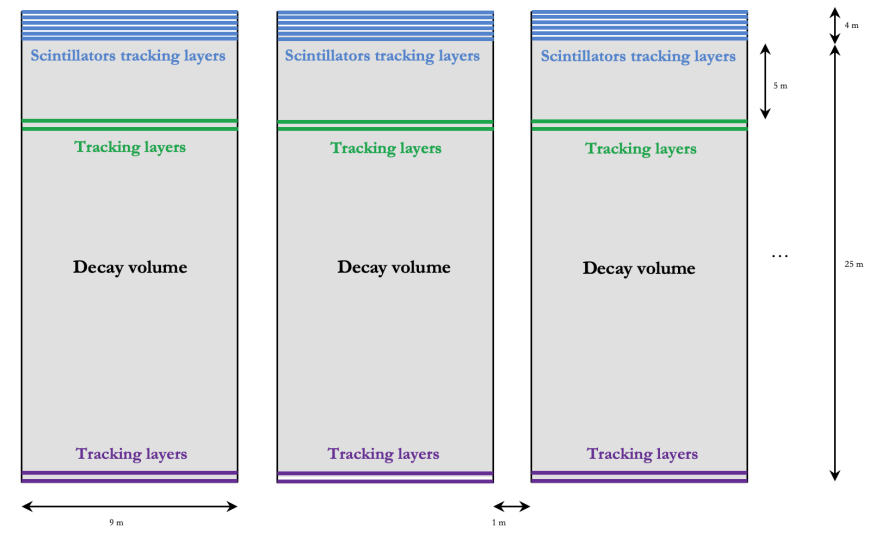 Scintillators tracking layers Scintillators tracking layers Scintillators tracking layers
4 m
5 m
Tracking layers Tracking layers Tracking layers
Decay volume Decay volume Decay volume
...
25 m
Tracking layers Tracking layers Tracking layers
9 m
1 m